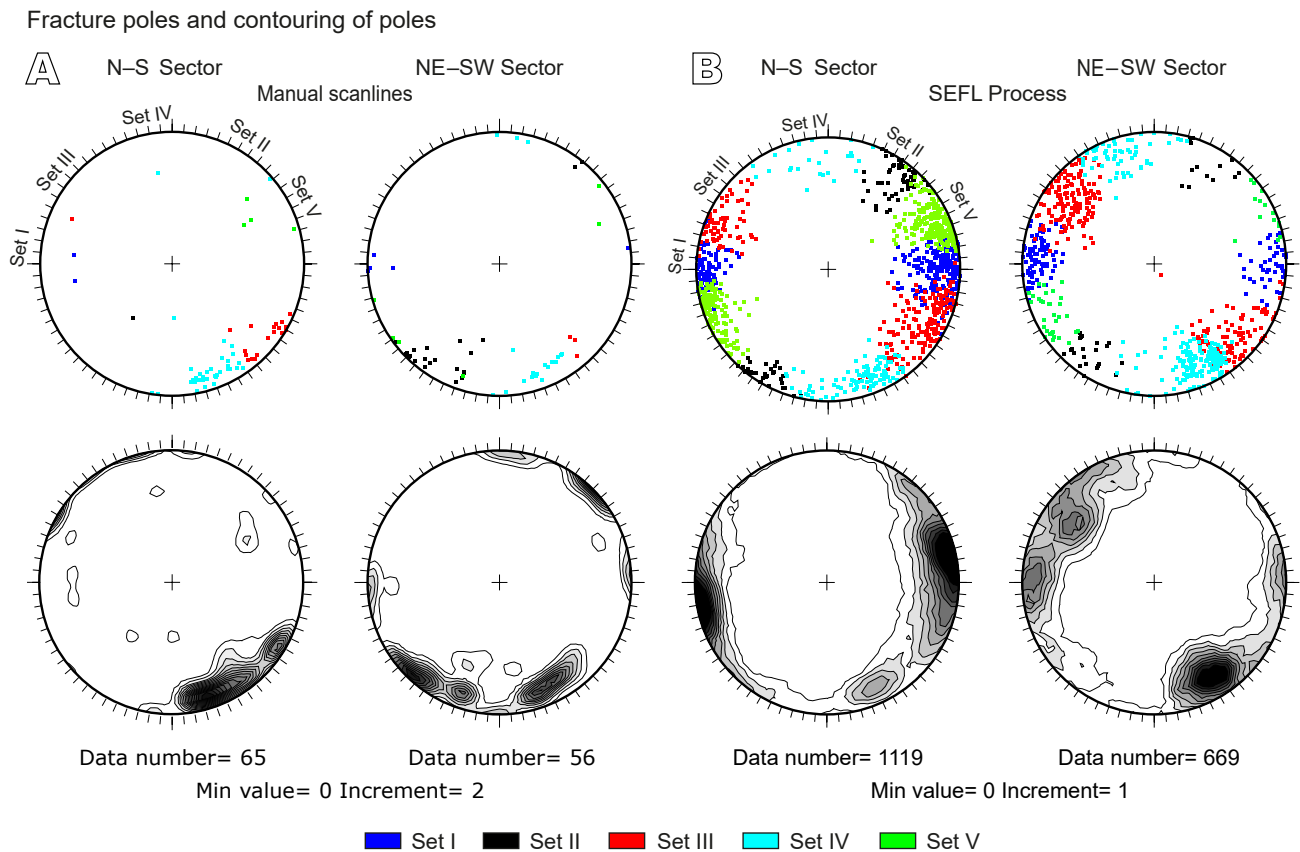 Fracture poles and contouring of poles
A
N–S Sector
NE–SW Sector
Manual scanlines
B
N–S Sector
NE–SW Sector
SEFL Process
Set I
Set III
Set IV
Set II
Set V
Set I
Set III
Set IV
Set II
Set V
Data number= 65
Data number= 56
Data number= 1119
Data number= 669
Min value= 0 Increment= 2
Min value= 0 Increment= 1
Set I
Set II
Set III
Set IV
Set V